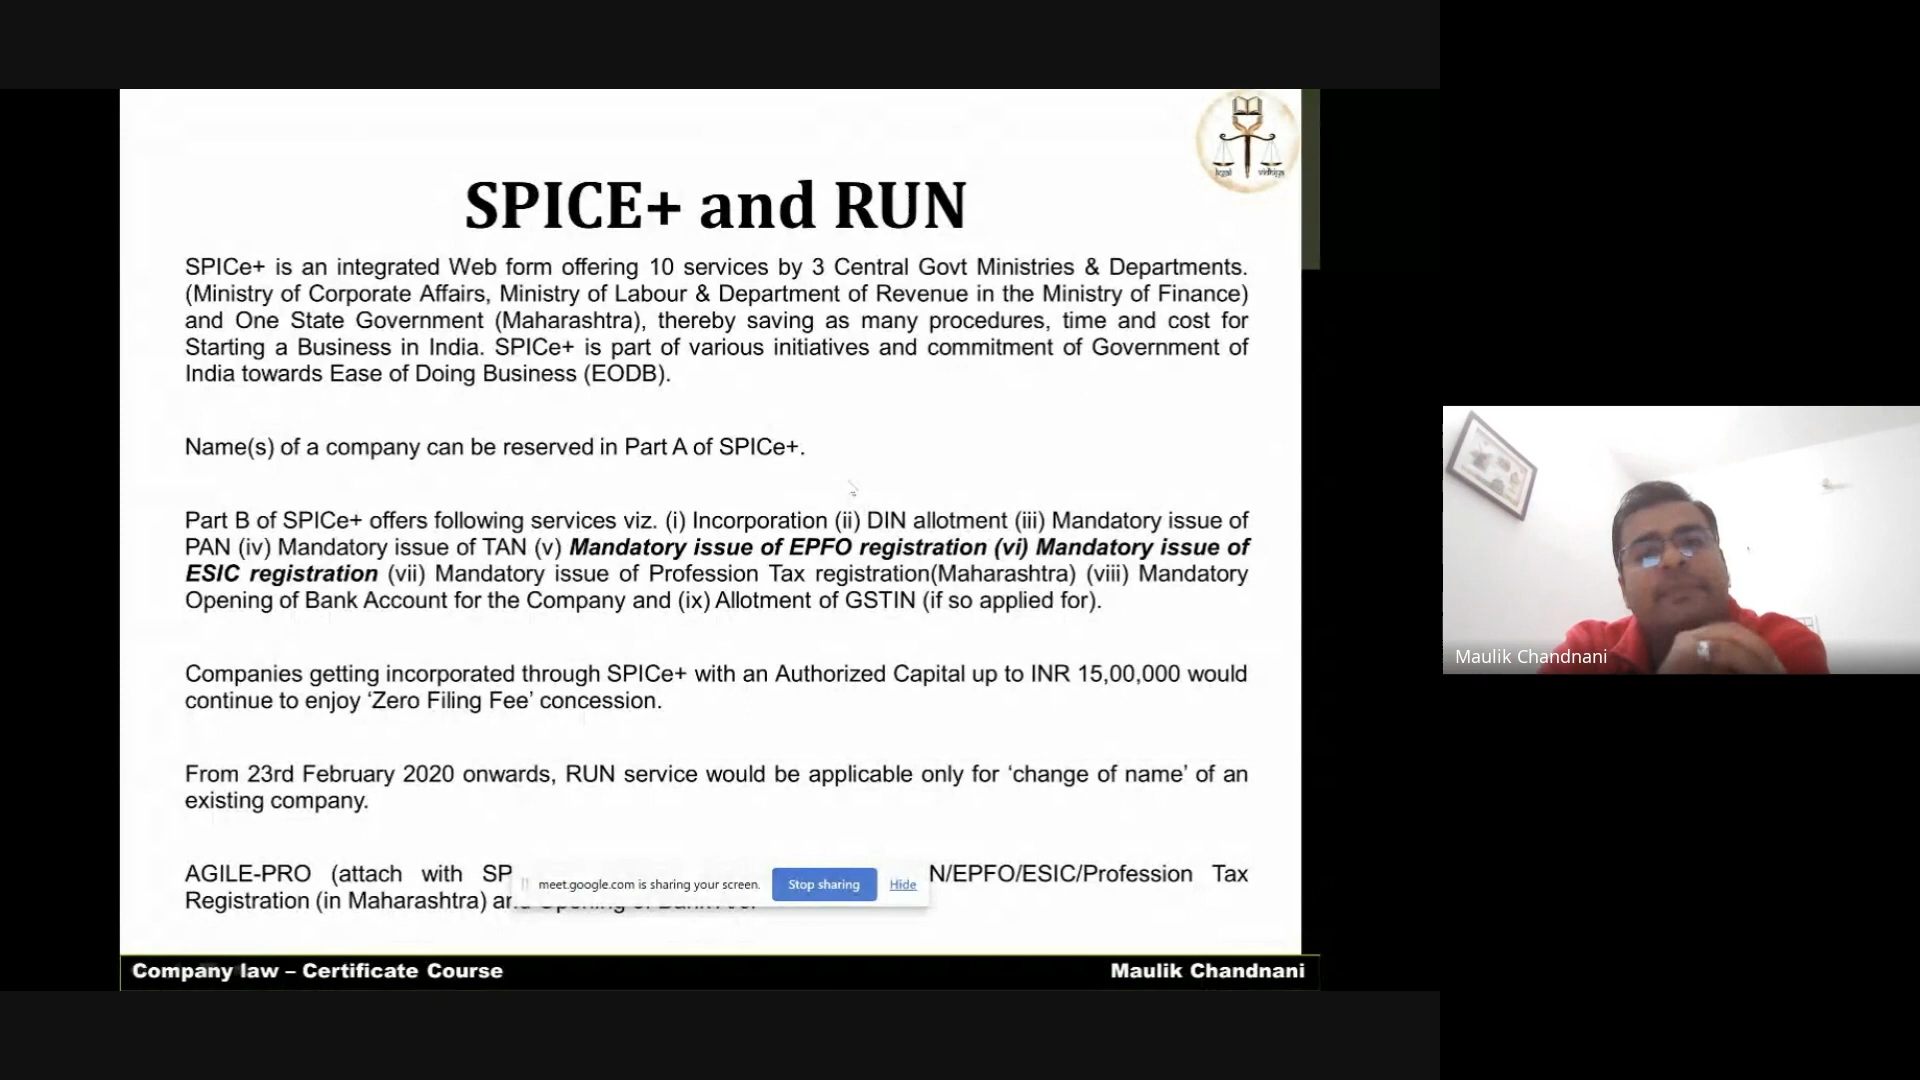 legal vidhiya
SPICE+ and RUN
SPICe+ is an integrated Web form offering 10 services by 3 Central Govt Ministries & Departments.
(Ministry of Corporate Affairs, Ministry of Labour & Department of Revenue in the Ministry of Finance)
and One State Government (Maharashtra), thereby saving as many procedures, time and cost for
Starting a Business in India. SPICe+ is part of various initiatives and commitment of Government of
India towards Ease of Doing Business (EODB).
Name(s) of a company can be reserved in Part A of SPICe+.
Part B of SPICe+ offers following services viz. (i) Incorporation (ii) DIN allotment (iii) Mandatory issue of
PAN (iv) Mandatory issue of TAN (v) Mandatory issue of EPFO registration (vi) Mandatory issue of
ESIC registration (vii) Mandatory issue of Profession Tax registration(Maharashtra) (viii) Mandatory
Opening of Bank Account for the Company and (ix) Allotment of GSTIN (if so applied for).
Companies getting incorporated through SPICe+ with an Authorized Capital up to INR 15,00,000 would
continue to enjoy ‘Zero Filing Fee’ concession.
From 23rd February 2020 onwards, RUN service would be applicable only for ‘change of name’ of an
existing company.
AGILE-PRO (attach with SP N/EPFO/ESIC/Profession Tax
Registration (in Maharashtra)
meet.google.com is sharing your screen. Stop sharing Hide
Company law – Certificate Course Maulik Chandnani
Maulik Chandnani